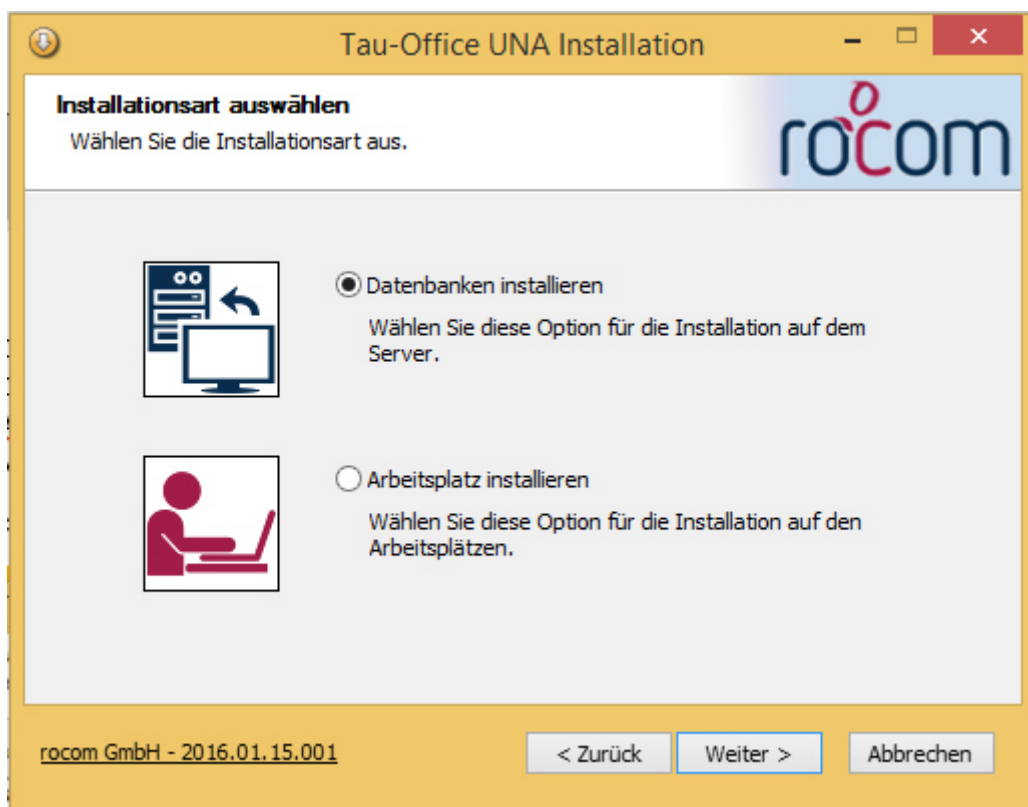 Tau-Office UNA Installation
Installationsart auswählen
Wählen Sie die Installationsart aus.
rocom
Datenbanken installieren
Wählen Sie diese Option für die Installation auf dem
Server.
Arbeitsplatz installieren
Wählen Sie diese Option für die Installation auf den
Arbeitsplätzen.
rocom GmbH - 2016.01.15.001
< Zurück
Weiter >
Abbrechen